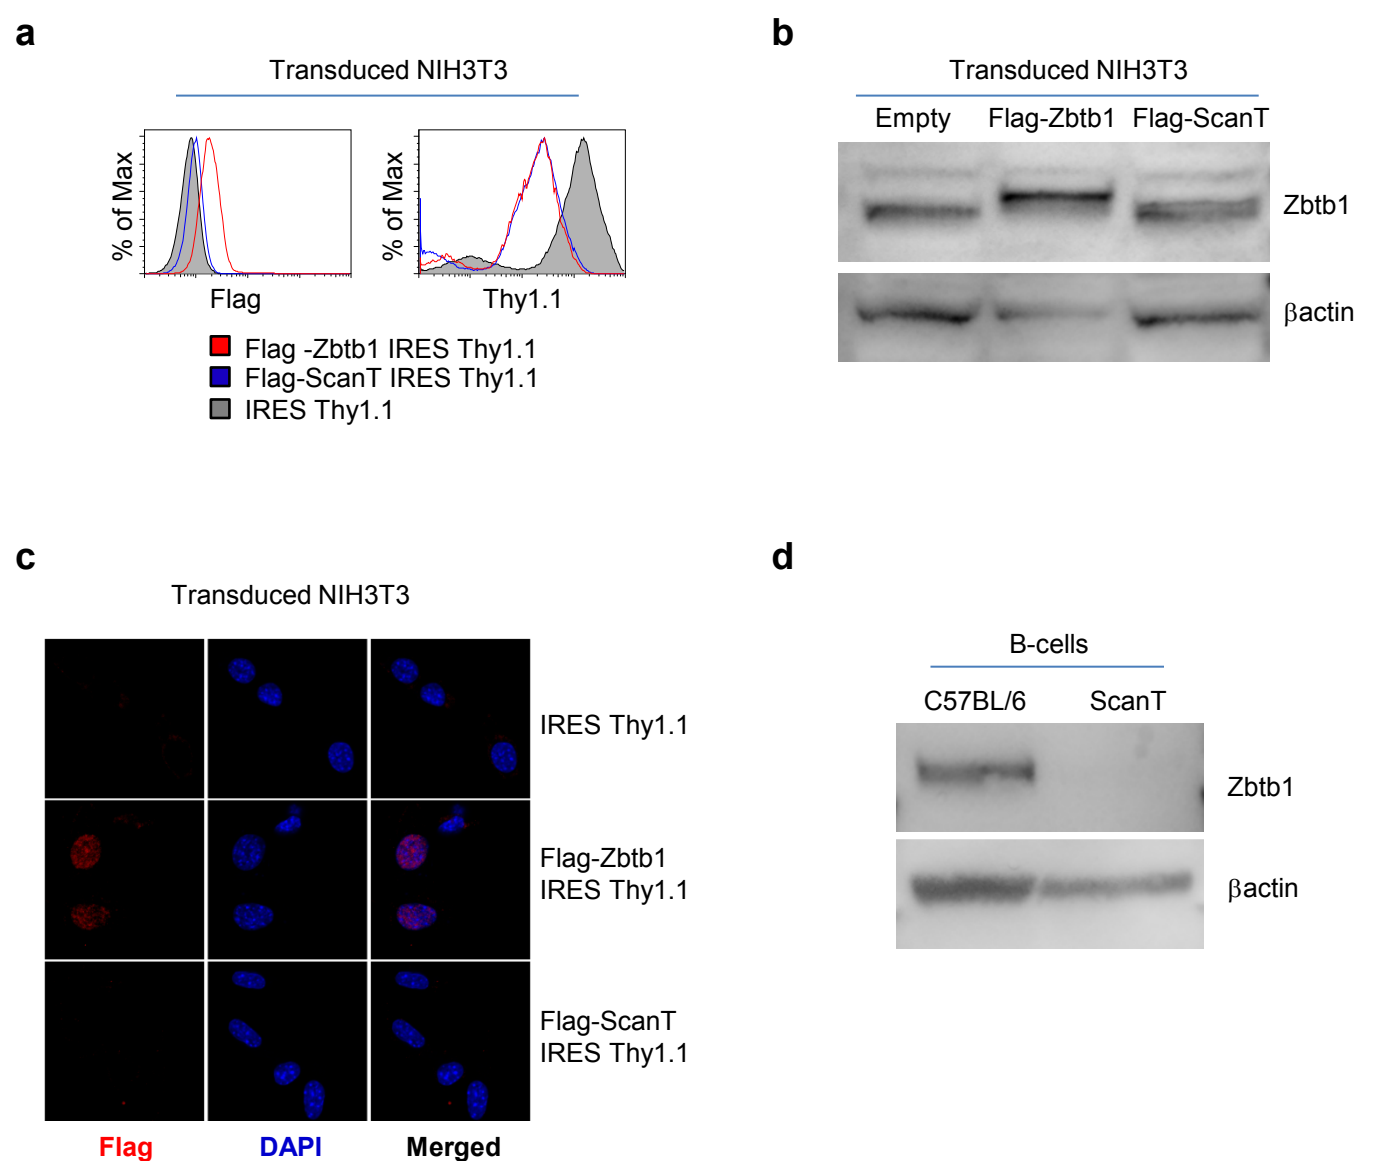 a
Transduced NIH3T3
% of Max
Flag
% of Max
Thy1.1
Flag -Zbtb1 IRES Thy1.1
Flag-ScanT IRES Thy1.1
IRES Thy1.1
b
Transduced NIH3T3
Empty Flag-Zbtb1 Flag-ScanT
Zbtb1
βactin
c
Transduced NIH3T3
IRES Thy1.1
Flag-Zbtb1
IRES Thy1.1
Flag-ScanT
IRES Thy1.1
Flag DAPI Merged
d
B-cells
C57BL/6 ScanT
Zbtb1
βactin